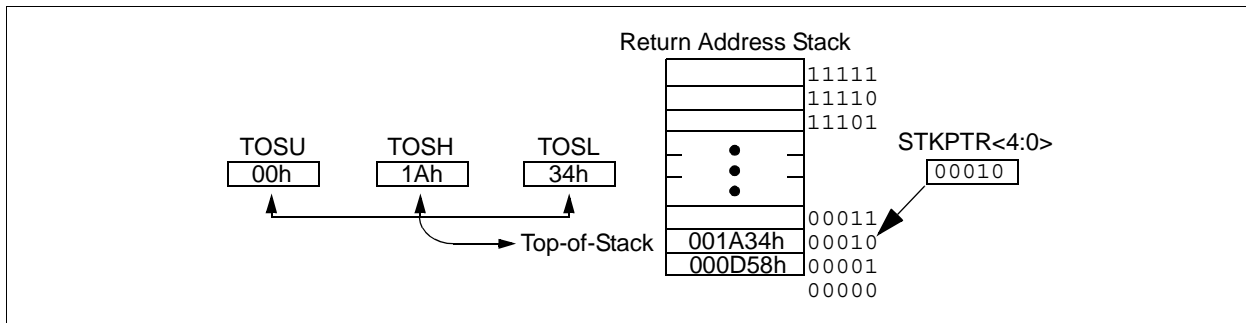 Return Address Stack
11111
11110
11101
TOSU TOSH TOSL
00h 1Ah 34h
STKPTR<4:0>
00010
00011
Top-of-Stack 001A34h 00010
000D58h 00001
00000